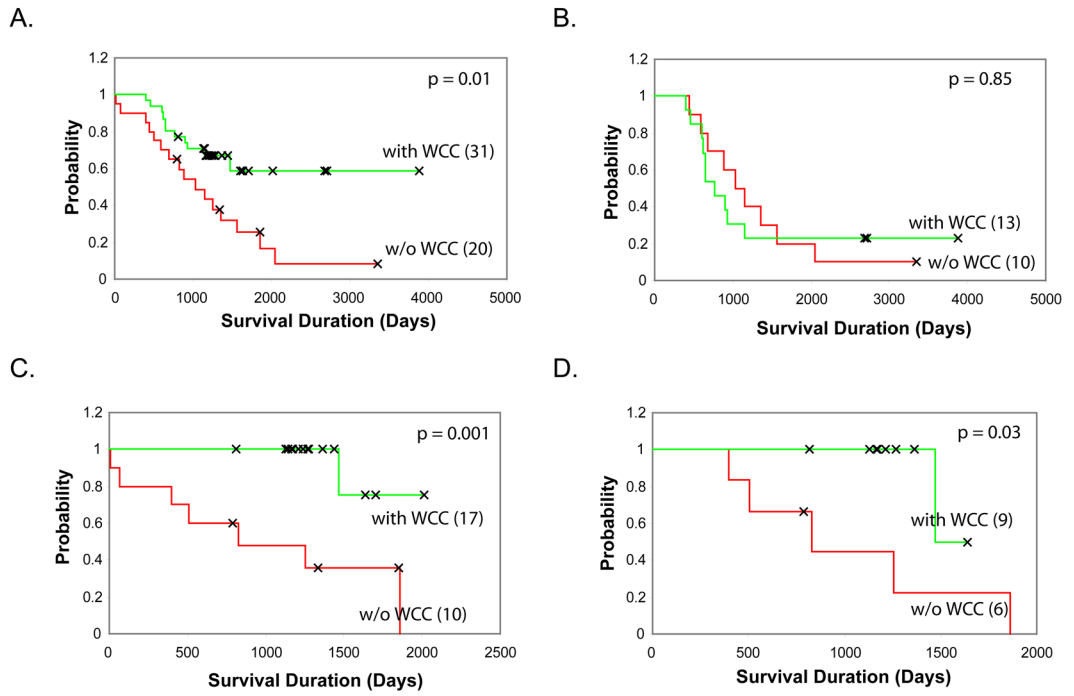 A.
1.2
1
0.8
0.6
0.4
0.2
0
Probability
p = 0.01
with WCC (31)
w/o WCC (20)
0 1000 2000 3000 4000 5000
Survival Duration (Days)
B.
1.2
1
0.8
0.6
0.4
0.2
0
Probability
p = 0.85
with WCC (13)
w/o WCC (10)
0 1000 2000 3000 4000 5000
Survival Duration (Days)
C.
1.2
1
0.8
0.6
0.4
0.2
0
Probability
p = 0.001
with WCC (17)
w/o WCC (10)
0 500 1000 1500 2000 2500
Survival Duration (Days)
D.
1.2
1
0.8
0.6
0.4
0.2
0
Probability
p = 0.03
with WCC (9)
w/o WCC (6)
0 500 1000 1500 2000
Survival Duration (Days)